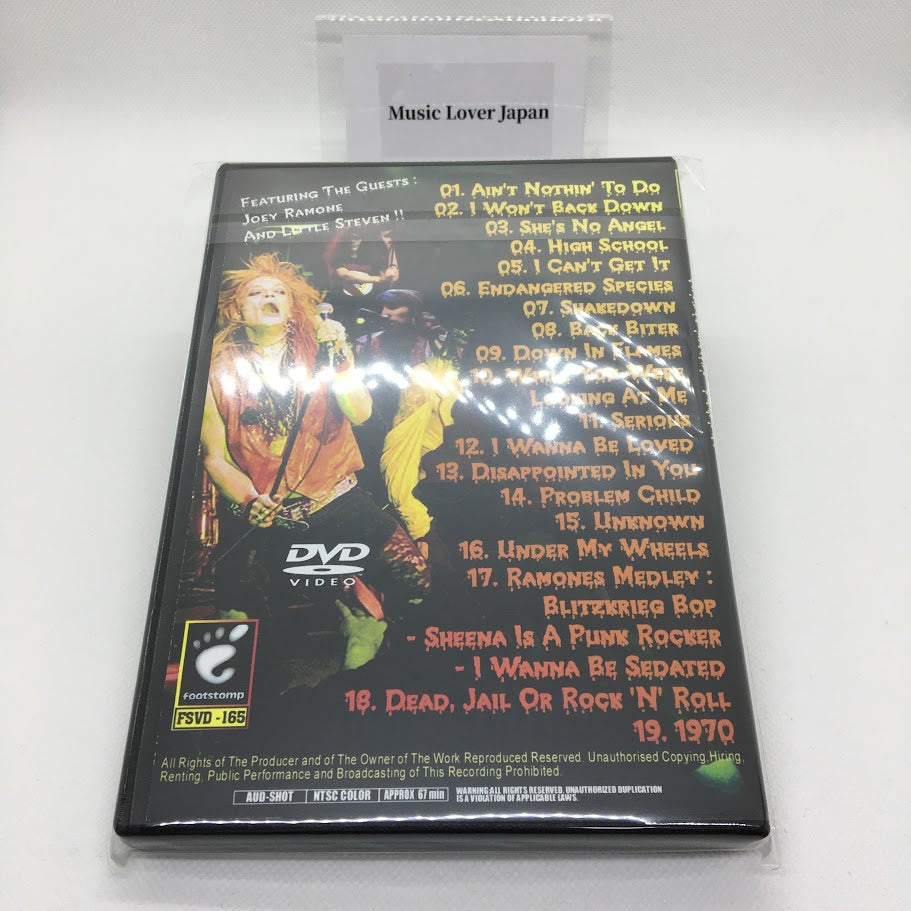 Music Lover Japan
Featuring The Guests :
Joey Ramone
And Little Steven !!
01. Ain't Nothin' To Do
02. I Won't Back Down
03. She's No Angel
04. High School
05. I Can't Get It
06. Endangered Species
07. Shakedown
08. Back Biter
09. Down In Flames
10. You Were
Looking At Me
11. Serious
12. I Wanna Be Loved
13. Disappointed In You
14. Problem Child
15. Unknown
16. Under My Wheels
17. Ramones Medley :
Blitzkrieg Bop
- Sheena Is A Punk Rocker
- I Wanna Be Sedated
18. Dead, Jail Or Rock 'N' Roll
19. 1970
DVD
VIDEO
footstomp
FSVD -165
All Rights of The Producer and of The Owner of The Work Reproduced Reserved. Unauthorised Copying,Hiring,
Renting, Public Performance and Broadcasting of This Recording Prohibited.
AUD-SHOT NTSC COLOR APPROX 67 min
WARNING:ALL RIGHTS RESERVED. UNAUTHORIZED DUPLICATION
IS A VIOLATION OF APPLICABLE LAWS.